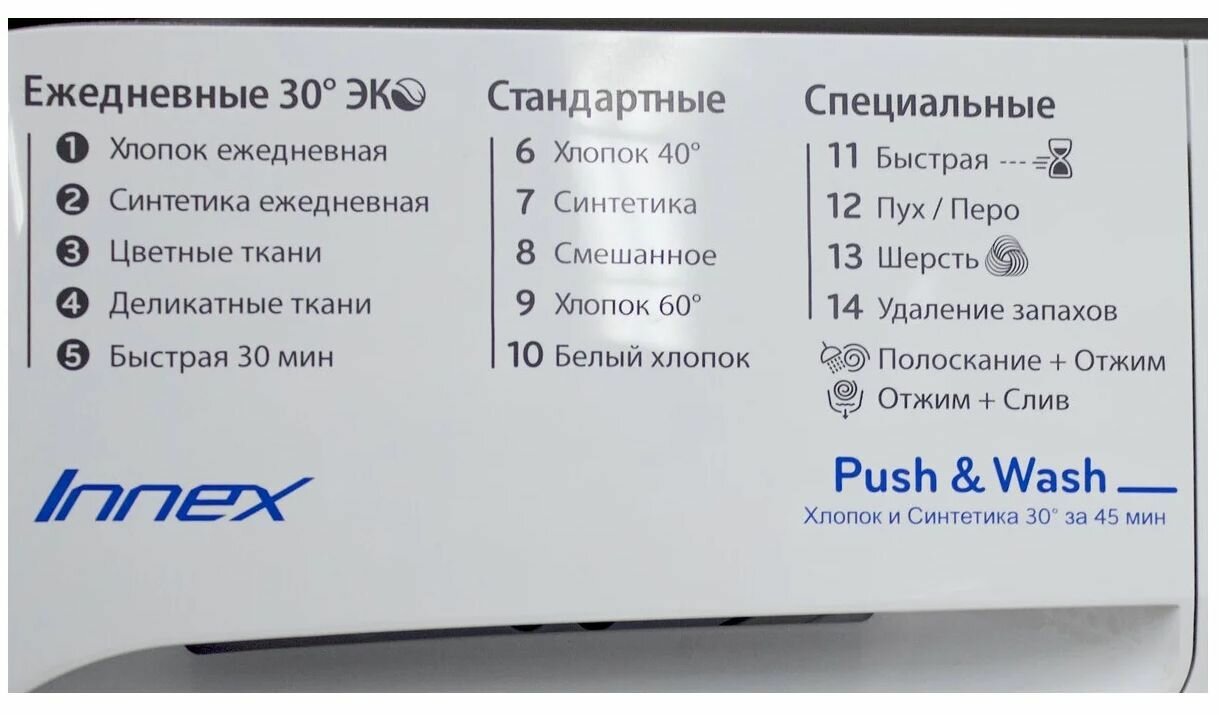 Ежедневные 30° ЭКО
1 Хлопок ежедневная
2 Синтетика ежедневная
3 Цветные ткани
4 Деликатные ткани
5 Быстрая 30 мин
Стандартные
6 Хлопок 40°
7 Синтетика
8 Смешанное
9 Хлопок 60°
10 Белый хлопок
Специальные
11 Быстрая
12 Пух / Перо
13 Шерсть
14 Удаление запахов
Полоскание + Отжим
Отжим + Слив
Innex
Push & Wash
Хлопок и Синтетика 30° за 45 мин